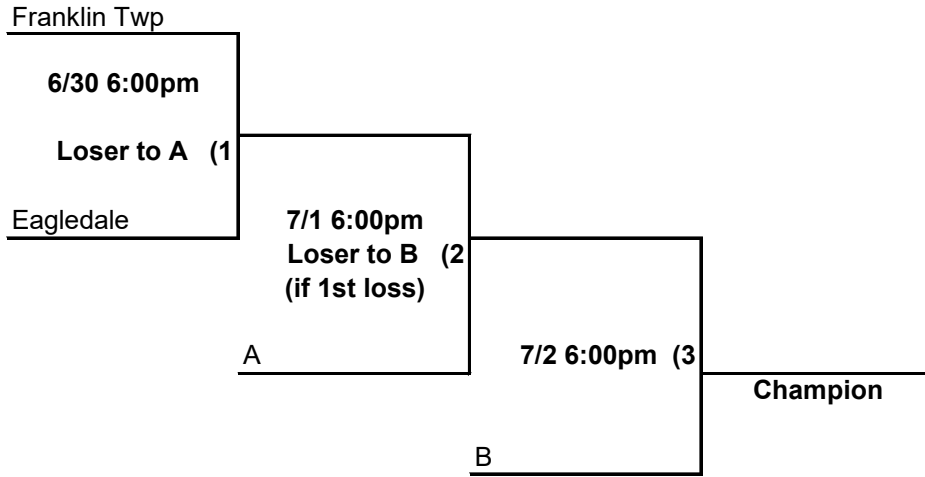 Franklin Twp
6/30 6:00pm
Loser to A (1
Eagledale
7/1 6:00pm
Loser to B (2
(if 1st loss)
A
7/2 6:00pm (3
Champion
B